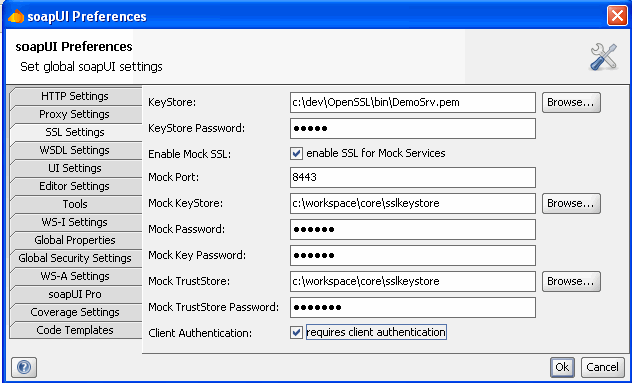 soapUI Preferences
soapUI Preferences
Set global soapUI settings
HTTP Settings
Proxy Settings
SSL Settings
WSDL Settings
UI Settings
Editor Settings
Tools
WS-I Settings
Global Properties
Global Security Settings
WS-A Settings
soapUI Pro
Coverage Settings
Code Templates
KeyStore: c:\dev\OpenSSL\bin\DemoSrv.pem Browse...
KeyStore Password: ●●●●●
Enable Mock SSL: enable SSL for Mock Services
Mock Port: 8443
Mock KeyStore: c:\workspace\core\sslkeystore Browse...
Mock Password: ●●●●●●●
Mock Key Password: ●●●●●●●
Mock TrustStore: c:\workspace\core\sslkeystore Browse...
Mock TrustStore Password: ●●●●●●●
Client Authentication: requires client authentication
? Ok Cancel